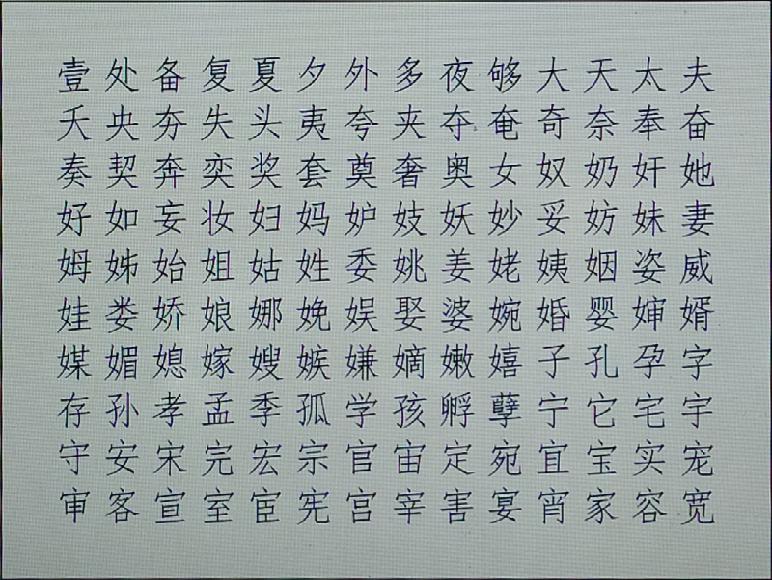 壹处备复夏夕外多夜够大天太夫
夭央夯失头夷夸夹夺奄奇奈奉奋
奏契奔奕奖套奠奢奥女奴奶奸她
好如妄妆妇妈妒妓妖妙妥妨妹妻
姆姊始姐姑姓委姚姜姥姨姻姿威
娃娄娇娘娜娩娱娶婆婉婚婴婶婿
媒媚媳嫁嫂嫉嫌嫡嫩嬉子孔孕字
存孙孝孟季孤学孩孵孽宁它宅宇
守安宋完宏宗官宙定宛宜宝实宠
审客宣室宦宪宫宰害宴宵家容宽